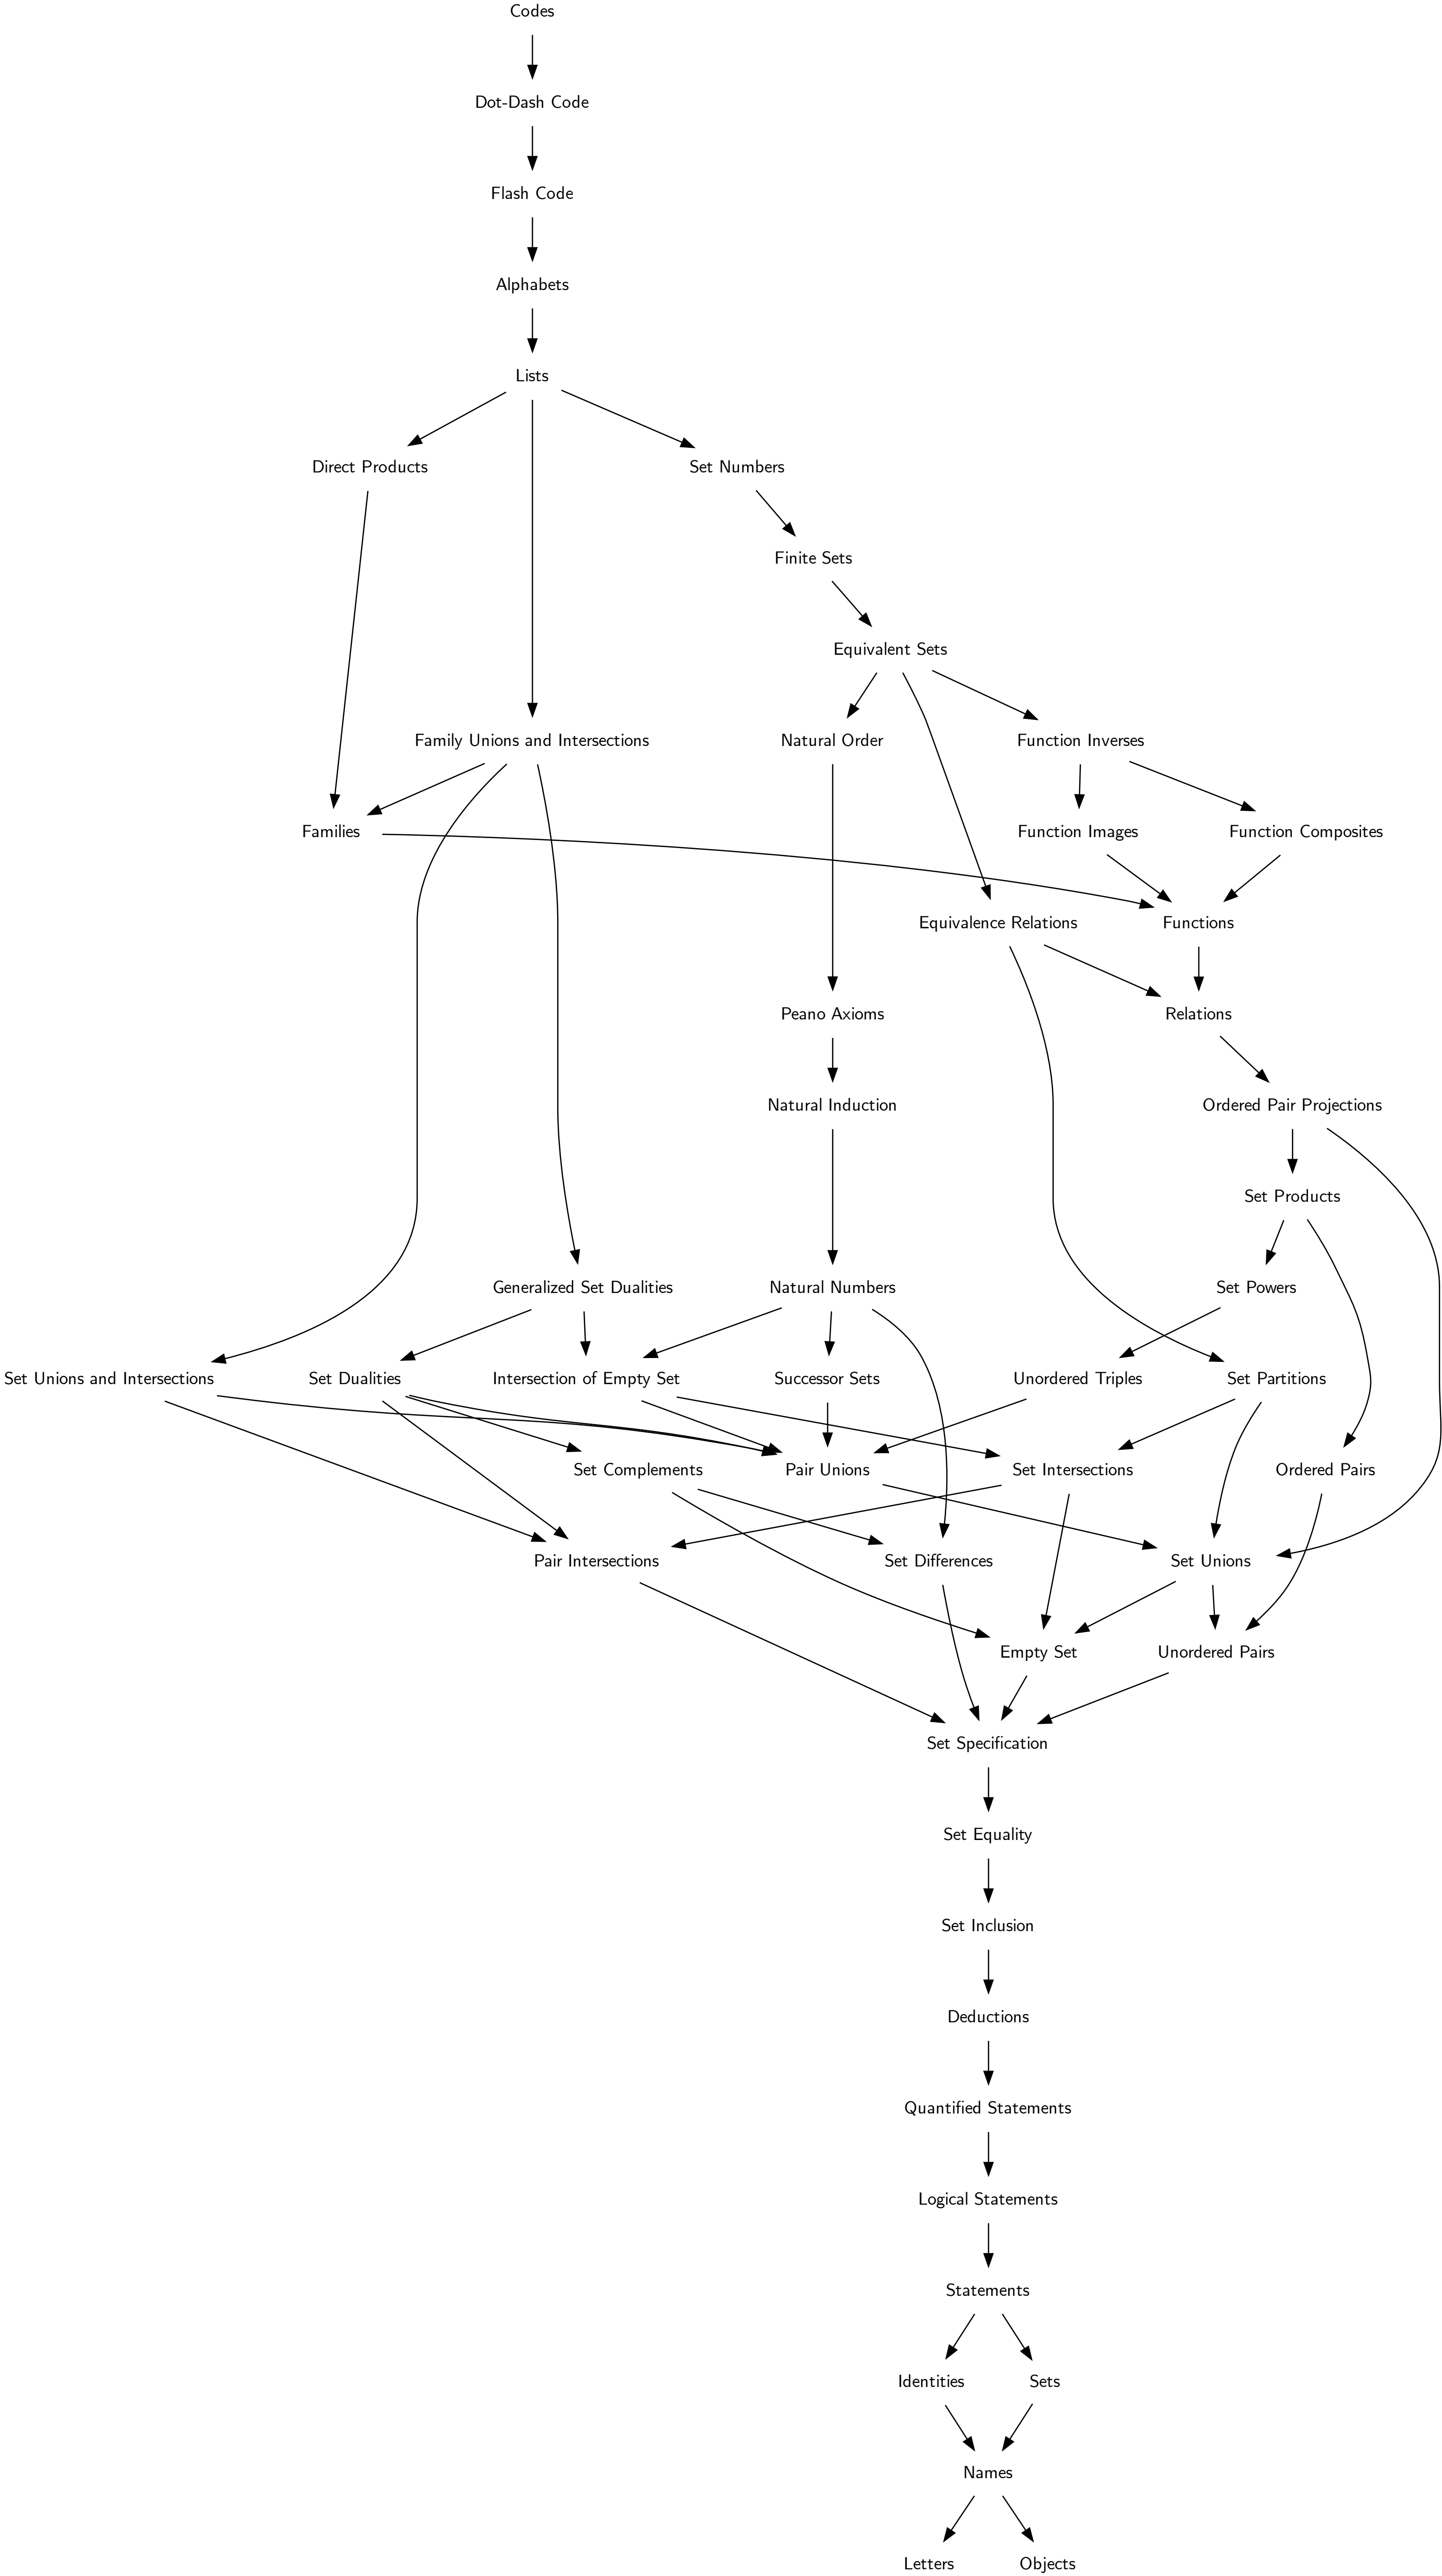 Codes
Dot-Dash Code
Flash Code
Alphabets
Lists
Direct Products
Set Numbers
Finite Sets
Equivalent Sets
Family Unions and Intersections
Natural Order
Function Inverses
Families
Function Images
Function Composites
Equivalence Relations
Functions
Peano Axioms
Relations
Natural Induction
Ordered Pair Projections
Set Products
Generalized Set Dualities
Natural Numbers
Set Powers
Set Unions and Intersections
Set Dualities
Intersection of Empty Set
Successor Sets
Unordered Triples
Set Partitions
Set Complements
Pair Unions
Set Intersections
Ordered Pairs
Pair Intersections
Set Differences
Set Unions
Empty Set
Unordered Pairs
Set Specification
Set Equality
Set Inclusion
Deductions
Quantified Statements
Logical Statements
Statements
Identities
Sets
Names
Letters
Objects